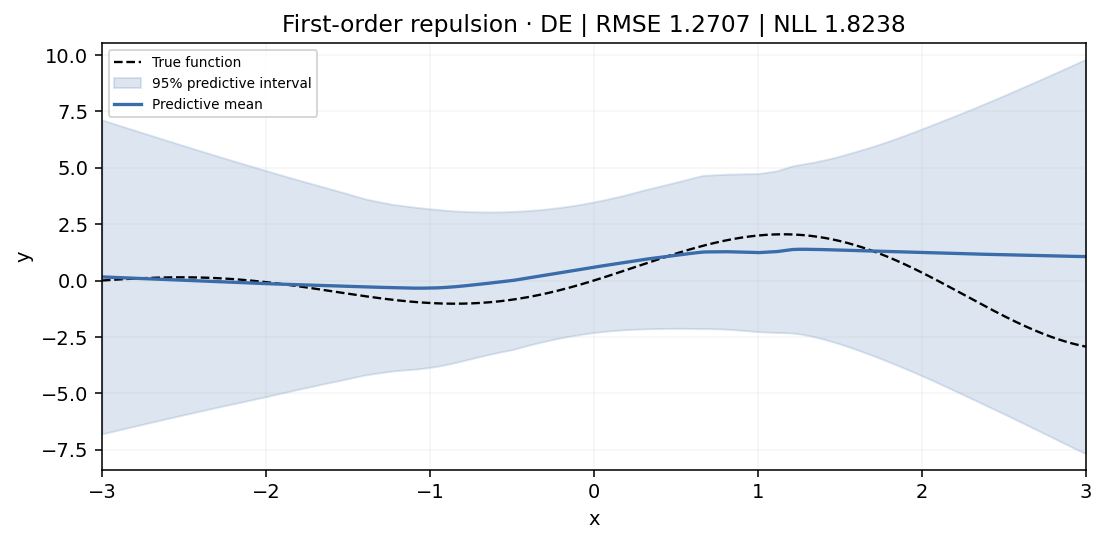 First-order repulsion · DE | RMSE 1.2707 | NLL 1.8238
True function
95% predictive interval
Predictive mean
10.0
7.5
5.0
2.5
0.0
−2.5
−5.0
−7.5
y
−3 −2 −1 0 1 2 3
x